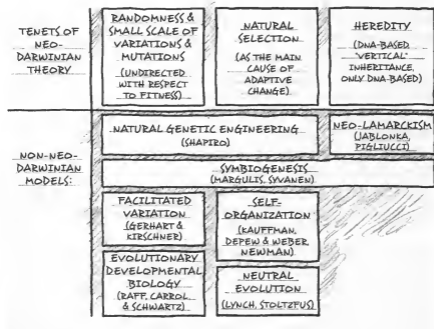 TENETS OF
NEO-
DARWINIAN
THEORY
RANDOMNESS &
SMALL SCALE OF
VARIATIONS &
MUTATIONS
(UNDIRECTED
WITH RESPECT
TO FITNESS)
NATURAL
SELECTION
(AS THE MAIN
CAUSE OF
ADAPTIVE
CHANGE)
HEREDITY
(DNA-BASED
"VERTICAL"
INHERITANCE,
ONLY DNA-BASED)
NON-NEO-
DARWINIAN
MODELS:
NATURAL GENETIC ENGINEERING
(SHAPIRO)
NEO-LAMARCKISM
(JABLONKA,
PIGLIUCCI)
SYMBIOGENESIS
(MARGULIS, SYVANEN)
FACILITATED
VARIATION
(GERHART &
KIRSCHNER)
SELF-
ORGANIZATION
(KAUFFMAN,
DEPEW & WEBER
NEWMAN)
EVOLUTIONARY
DEVELOPMENTAL
BIOLOGY
(RAFF, CARROL
& SCHWARTZ)
NEUTRAL
EVOLUTION
(LYNCH, STOLTZFUS)